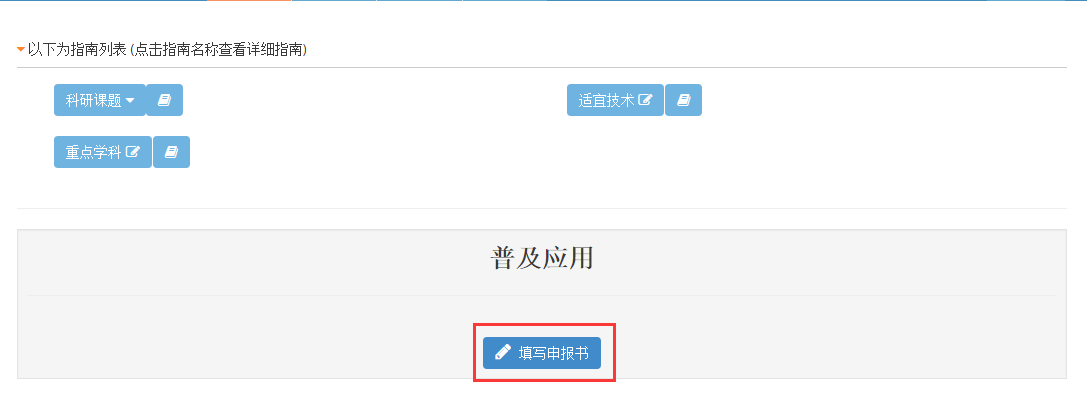 以下为指南列表 (点击指南名称查看详细指南)
科研课题 适宜技术
重点学科
普及应用
填写申报书